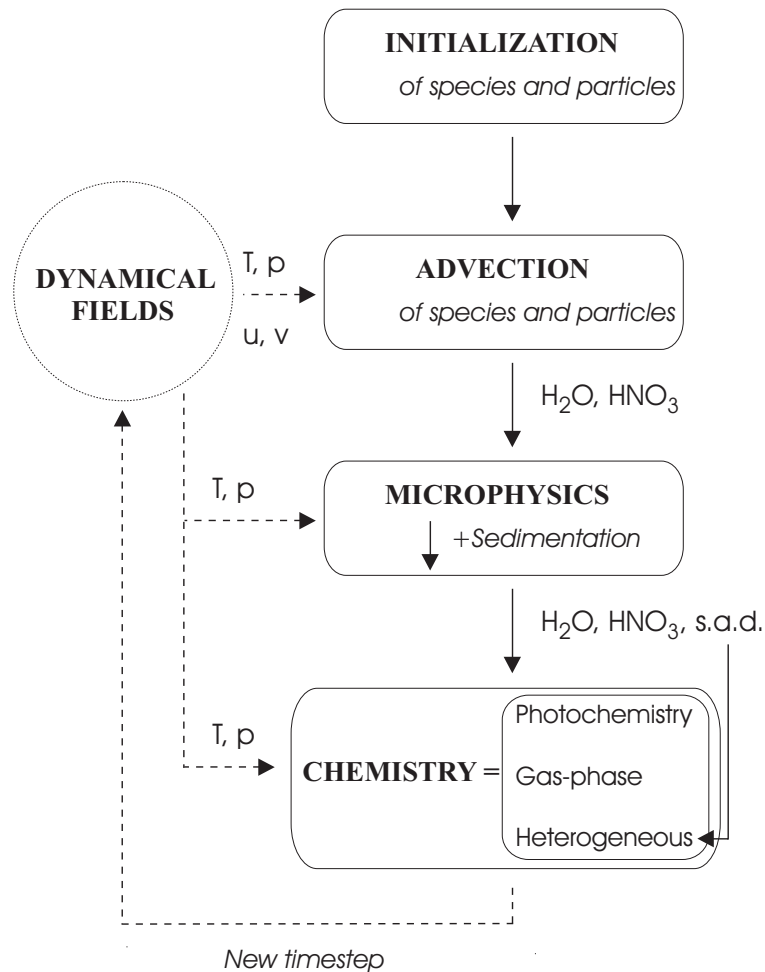 INITIALIZATION
of species and particles
DYNAMICAL
FIELDS
T, p
u, v
ADVECTION
of species and particles
H₂O, HNO₃
T, p
MICROPHYSICS
+Sedimentation
H₂O, HNO₃, s.a.d.
T, p
CHEMISTRY =
Photochemistry
Gas-phase
Heterogeneous
New timestep